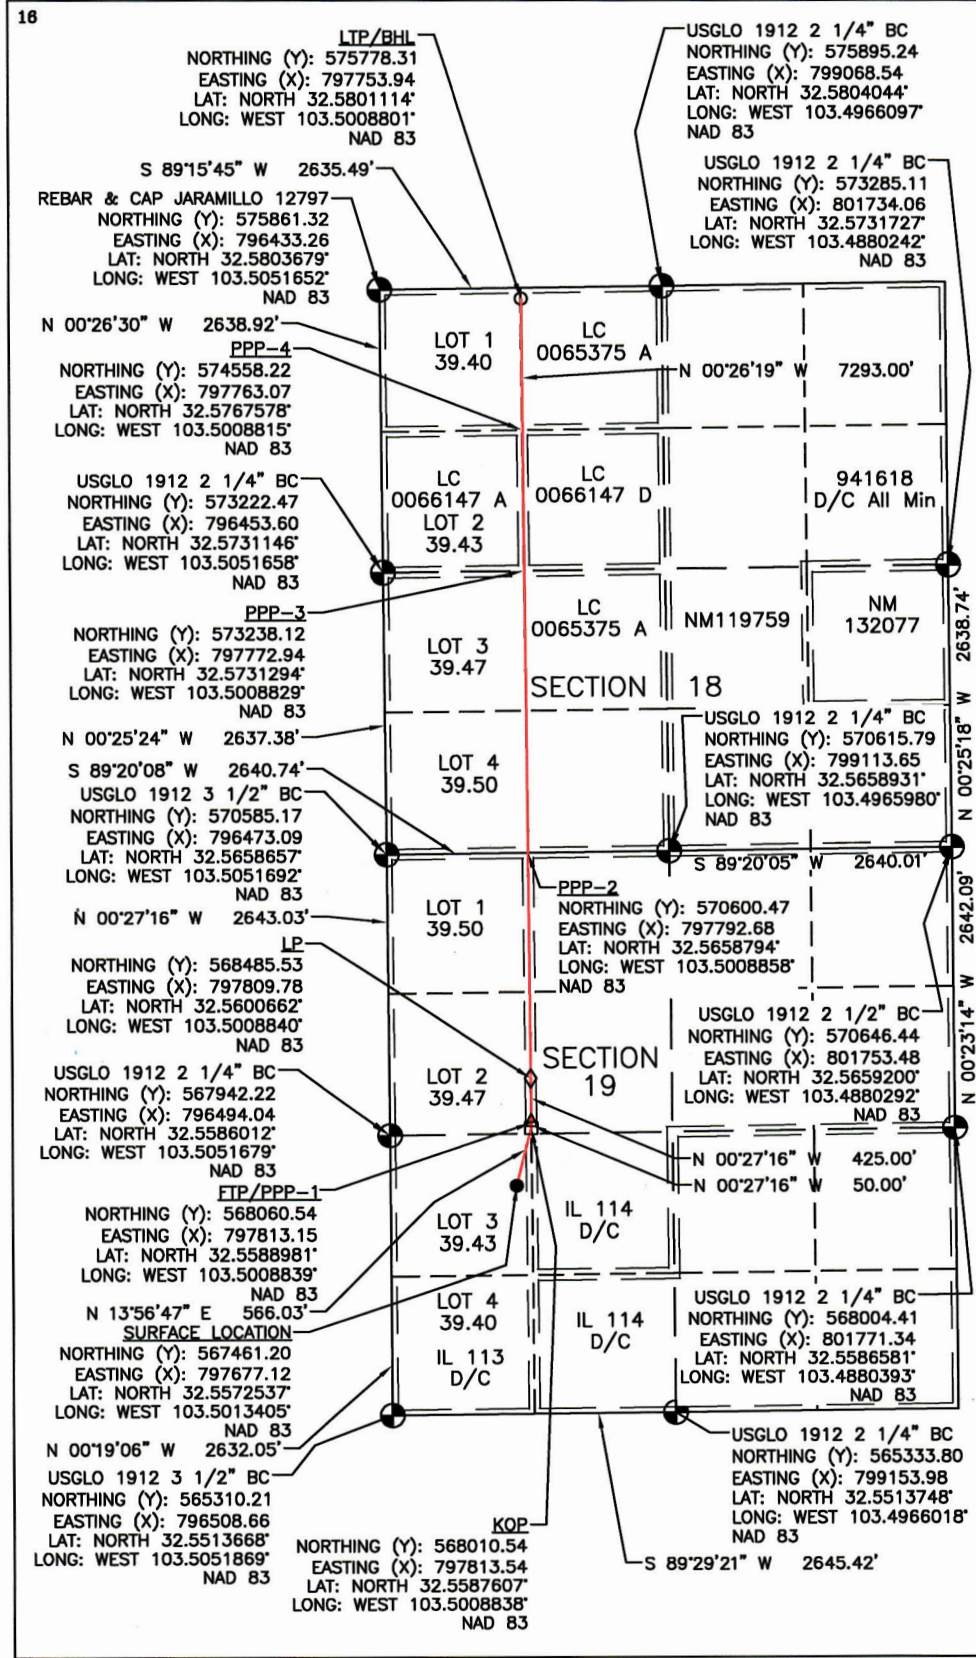 16
LTP/BHL
NORTHING (Y): 575778.31
EASTING (X): 797753.94
LAT: NORTH 32.5801114°
LONG: WEST 103.5008801°
NAD 83
USGLO 1912 2 1/4" BC
NORTHING (Y): 575895.24
EASTING (X): 799068.54
LAT: NORTH 32.5804044°
LONG: WEST 103.4966097°
NAD 83
S 89°15'45" W 2635.49'
REBAR & CAP JARAMILLO 12797
NORTHING (Y): 575861.32
EASTING (X): 796433.26
LAT: NORTH 32.5803679°
LONG: WEST 103.5051652°
NAD 83
USGLO 1912 2 1/4" BC
NORTHING (Y): 573285.11
EASTING (X): 801734.06
LAT: NORTH 32.5731727°
LONG: WEST 103.4880242°
NAD 83
N 00°26'30" W 2638.92'
LOT 1
39.40
LC
0065375 A
N 00°26'19" W 7293.00'
PPP-4
NORTHING (Y): 574558.22
EASTING (X): 797763.07
LAT: NORTH 32.5767578°
LONG: WEST 103.5008815°
NAD 83
LC
0066147 A
LOT 2
39.43
LC
0066147 D
941618
D/C All Min
USGLO 1912 2 1/4" BC
NORTHING (Y): 573222.47
EASTING (X): 796453.60
LAT: NORTH 32.5731146°
LONG: WEST 103.5051658°
NAD 83
PPP-3
NORTHING (Y): 573238.12
EASTING (X): 797772.94
LAT: NORTH 32.5731294°
LONG: WEST 103.5008829°
NAD 83
LOT 3
39.47
LC
0065375 A
NM119759
NM
132077
N 00°25'18" W 2638.74'
SECTION 18
N 00°25'24" W 2637.38'
S 89°20'08" W 2640.74'
LOT 4
39.50
USGLO 1912 2 1/4" BC
NORTHING (Y): 570615.79
EASTING (X): 799113.65
LAT: NORTH 32.5658931°
LONG: WEST 103.4965980°
NAD 83
USGLO 1912 3 1/2" BC
NORTHING (Y): 570585.17
EASTING (X): 796473.09
LAT: NORTH 32.5658657°
LONG: WEST 103.5051692°
NAD 83
S 89°20'05" W 2640.01'
N 00°27'16" W 2643.03'
LOT 1
39.50
PPP-2
NORTHING (Y): 570600.47
EASTING (X): 797792.68
LAT: NORTH 32.5658794°
LONG: WEST 103.5008858°
NAD 83
N 00°23'14" W 2642.09'
LP
NORTHING (Y): 568485.53
EASTING (X): 797809.78
LAT: NORTH 32.5600662°
LONG: WEST 103.5008840°
NAD 83
USGLO 1912 2 1/2" BC
NORTHING (Y): 570646.44
EASTING (X): 801753.48
LAT: NORTH 32.5659200°
LONG: WEST 103.4880292°
NAD 83
SECTION
19
LOT 2
39.47
USGLO 1912 2 1/4" BC
NORTHING (Y): 567942.22
EASTING (X): 796494.04
LAT: NORTH 32.5586012°
LONG: WEST 103.5051679°
NAD 83
N 00°27'16" W 425.00'
N 00°27'16" W 50.00'
FTP/PPP-1
NORTHING (Y): 568060.54
EASTING (X): 797813.15
LAT: NORTH 32.5588981°
LONG: WEST 103.5008839°
NAD 83
LOT 3
39.43
IL 114
D/C
N 13°56'47" E 566.03'
SURFACE LOCATION
NORTHING (Y): 567461.20
EASTING (X): 797677.12
LAT: NORTH 32.5572537°
LONG: WEST 103.5013405°
NAD 83
LOT 4
39.40
IL 113
D/C
IL 114
D/C
USGLO 1912 2 1/4" BC
NORTHING (Y): 568004.41
EASTING (X): 801771.34
LAT: NORTH 32.5586581°
LONG: WEST 103.4880393°
NAD 83
N 00°19'06" W 2632.05'
USGLO 1912 3 1/2" BC
NORTHING (Y): 565310.21
EASTING (X): 796508.66
LAT: NORTH 32.5513668°
LONG: WEST 103.5051869°
NAD 83
USGLO 1912 2 1/4" BC
NORTHING (Y): 565333.80
EASTING (X): 799153.98
LAT: NORTH 32.5513748°
LONG: WEST 103.4966018°
NAD 83
KOP
NORTHING (Y): 568010.54
EASTING (X): 797813.54
LAT: NORTH 32.5587607°
LONG: WEST 103.5008838°
NAD 83
S 89°29'21" W 2645.42'